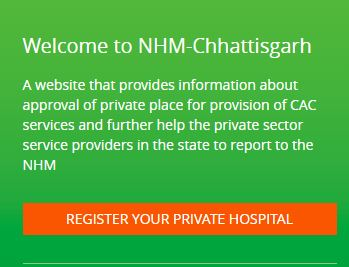 Welcome to NHM-Chhattisgarh
A website that provides information about
approval of private place for provision of CAC
services and further help the private sector
service providers in the state to report to the
NHM
REGISTER YOUR PRIVATE HOSPITAL